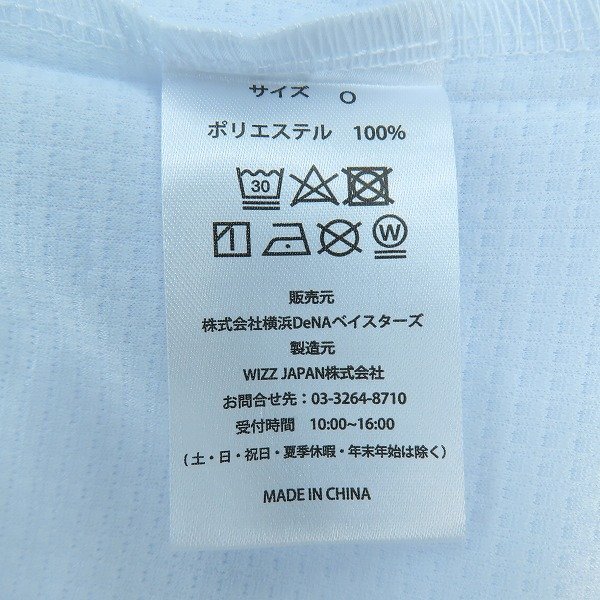 サイズ O
ポリエステル 100%
30
W
販売元
株式会社横浜DeNAベイスターズ
製造元
WIZZ JAPAN株式会社
お問合せ先：03-3264-8710
受付時間 10:00~16:00
(土・日・祝日・夏季休暇・年末年始は除く)
MADE IN CHINA